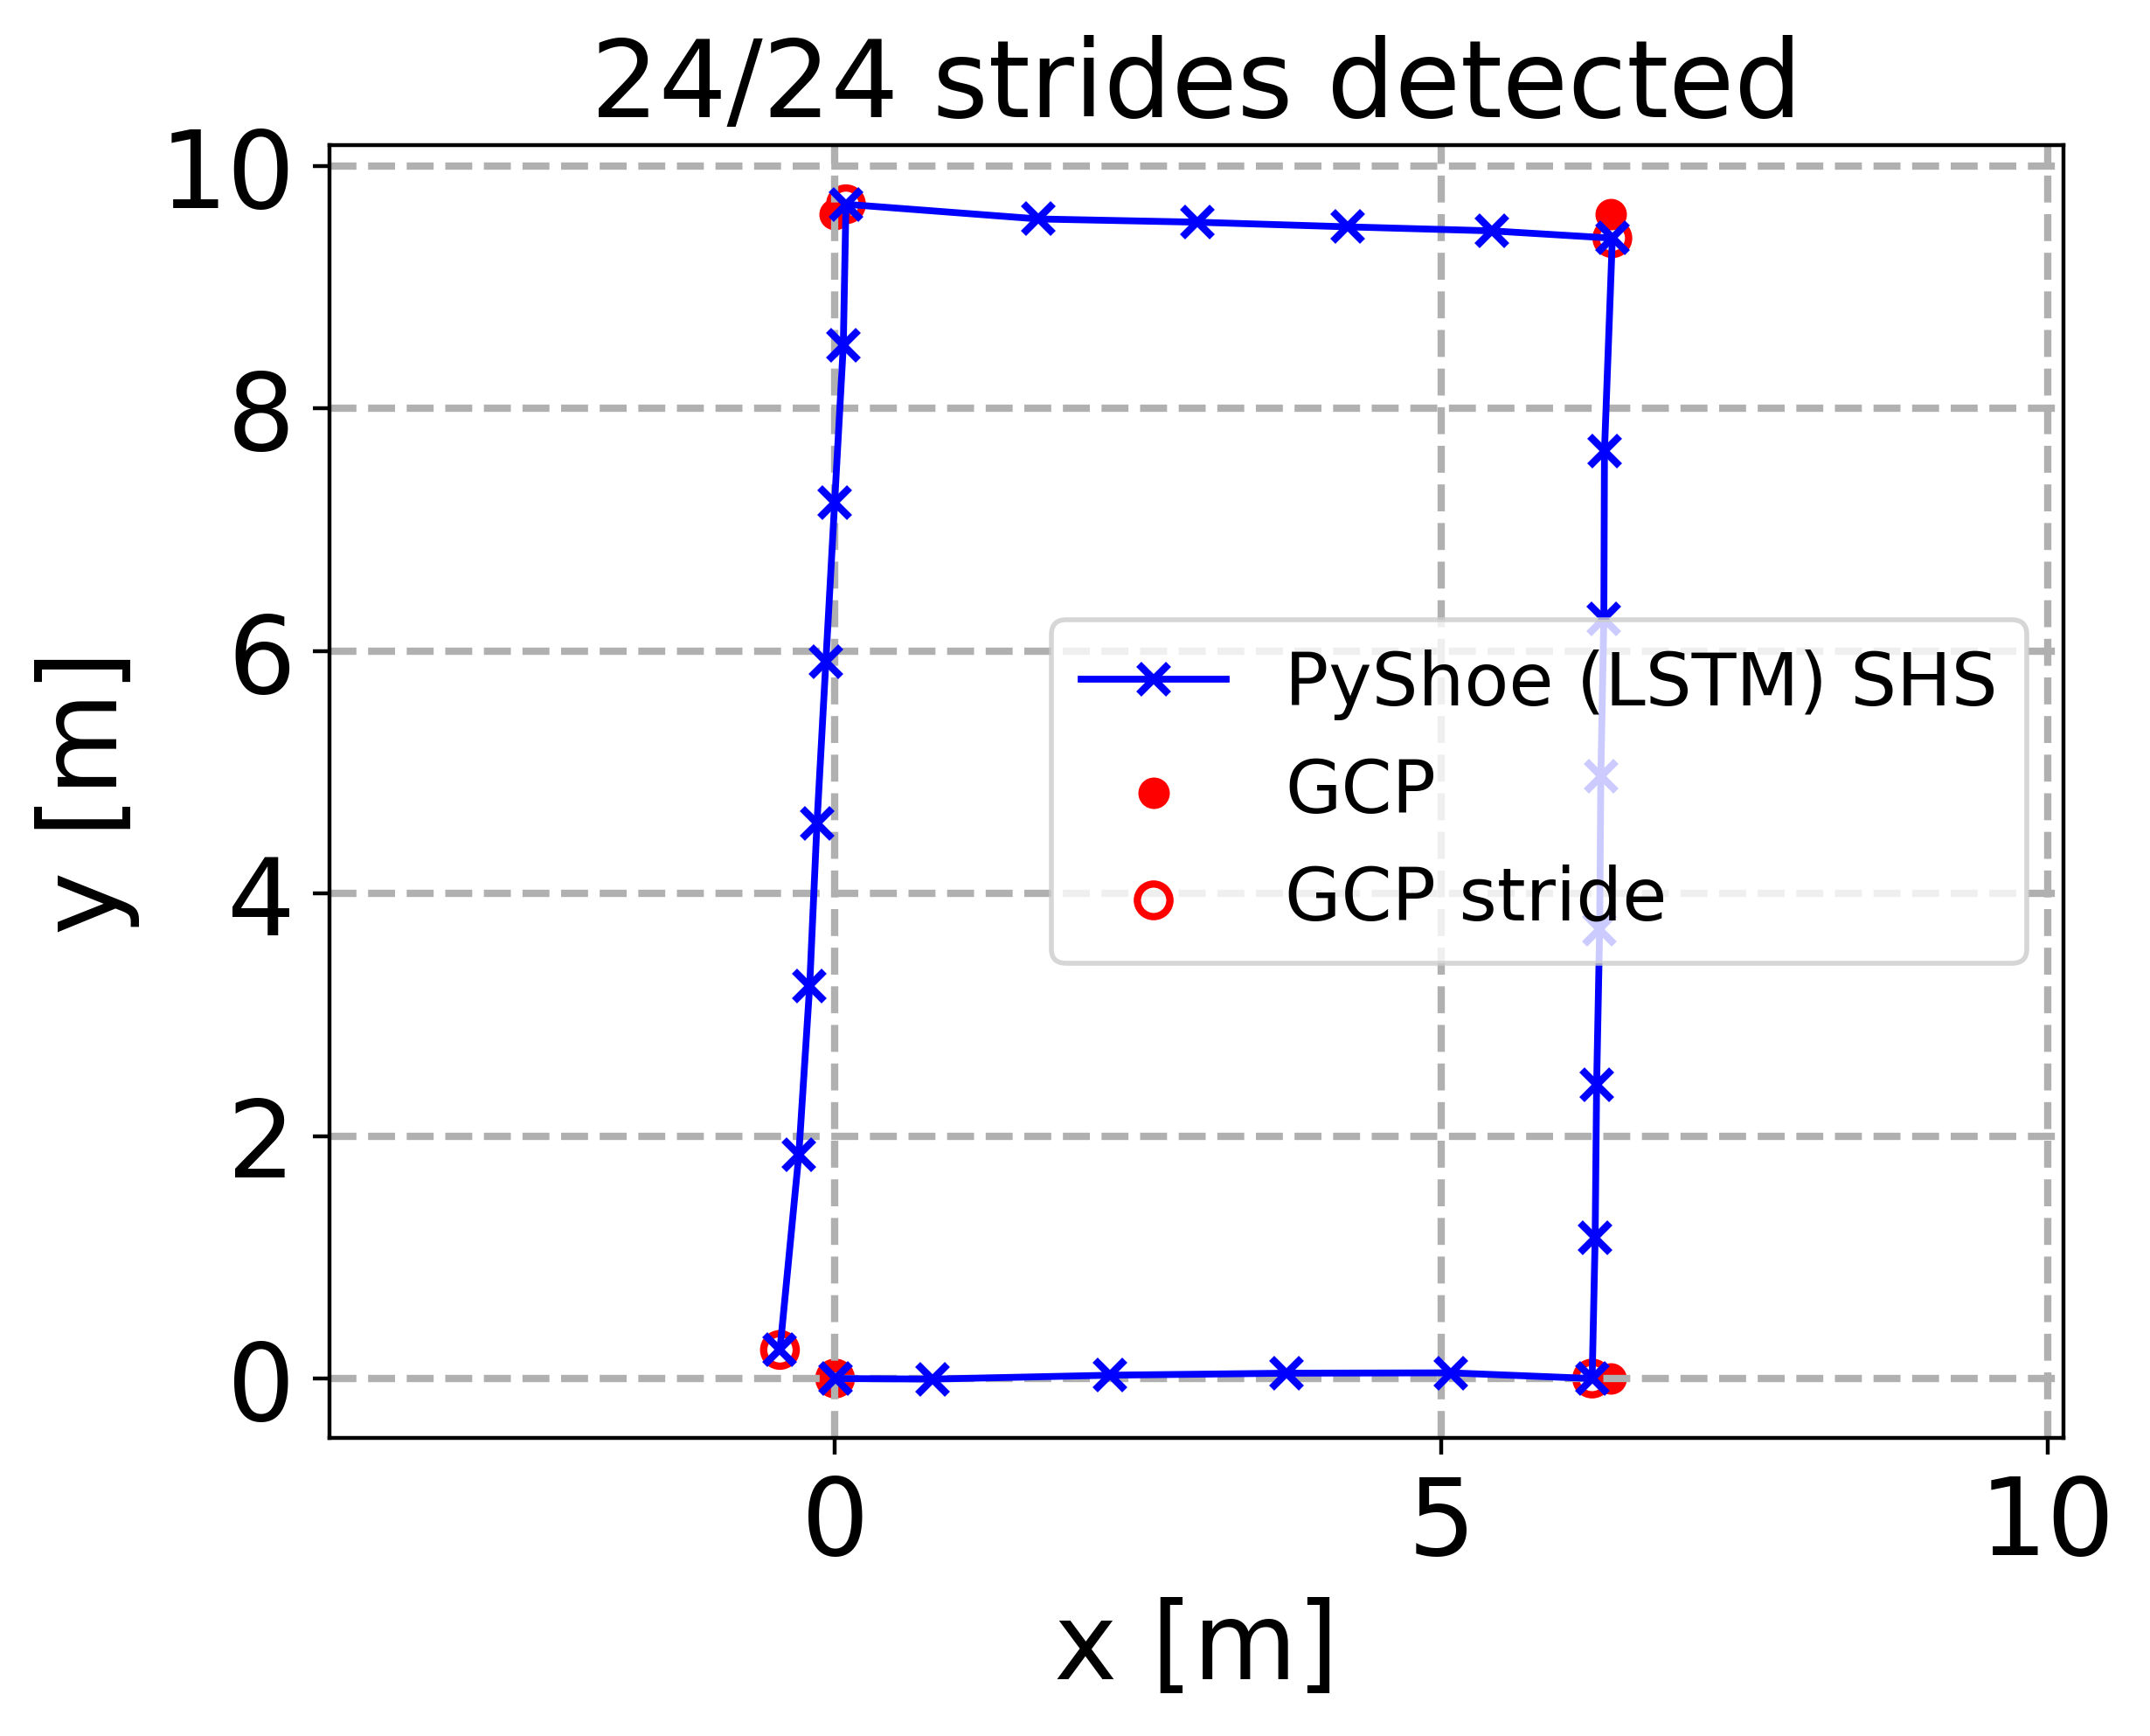 24/24 strides detected
10
8
6
4
2
0
y [m]
PyShoe (LSTM) SHS
GCP
GCP stride
0 5 10
x [m]